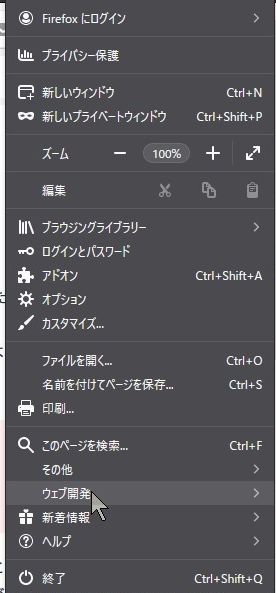 Firefox にログイン
プライバシー保護
新しいウィンドウ Ctrl+N
新しいプライベートウィンドウ Ctrl+Shift+P
ズーム 100%
編集
ブラウジングライブラリー
ログインとパスワード
アドオン Ctrl+Shift+A
オプション
カスタマイズ...
ファイルを開く... Ctrl+O
名前を付けてページを保存... Ctrl+S
印刷...
このページを検索... Ctrl+F
その他
ウェブ開発
新着情報
ヘルプ
終了 Ctrl+Shift+Q